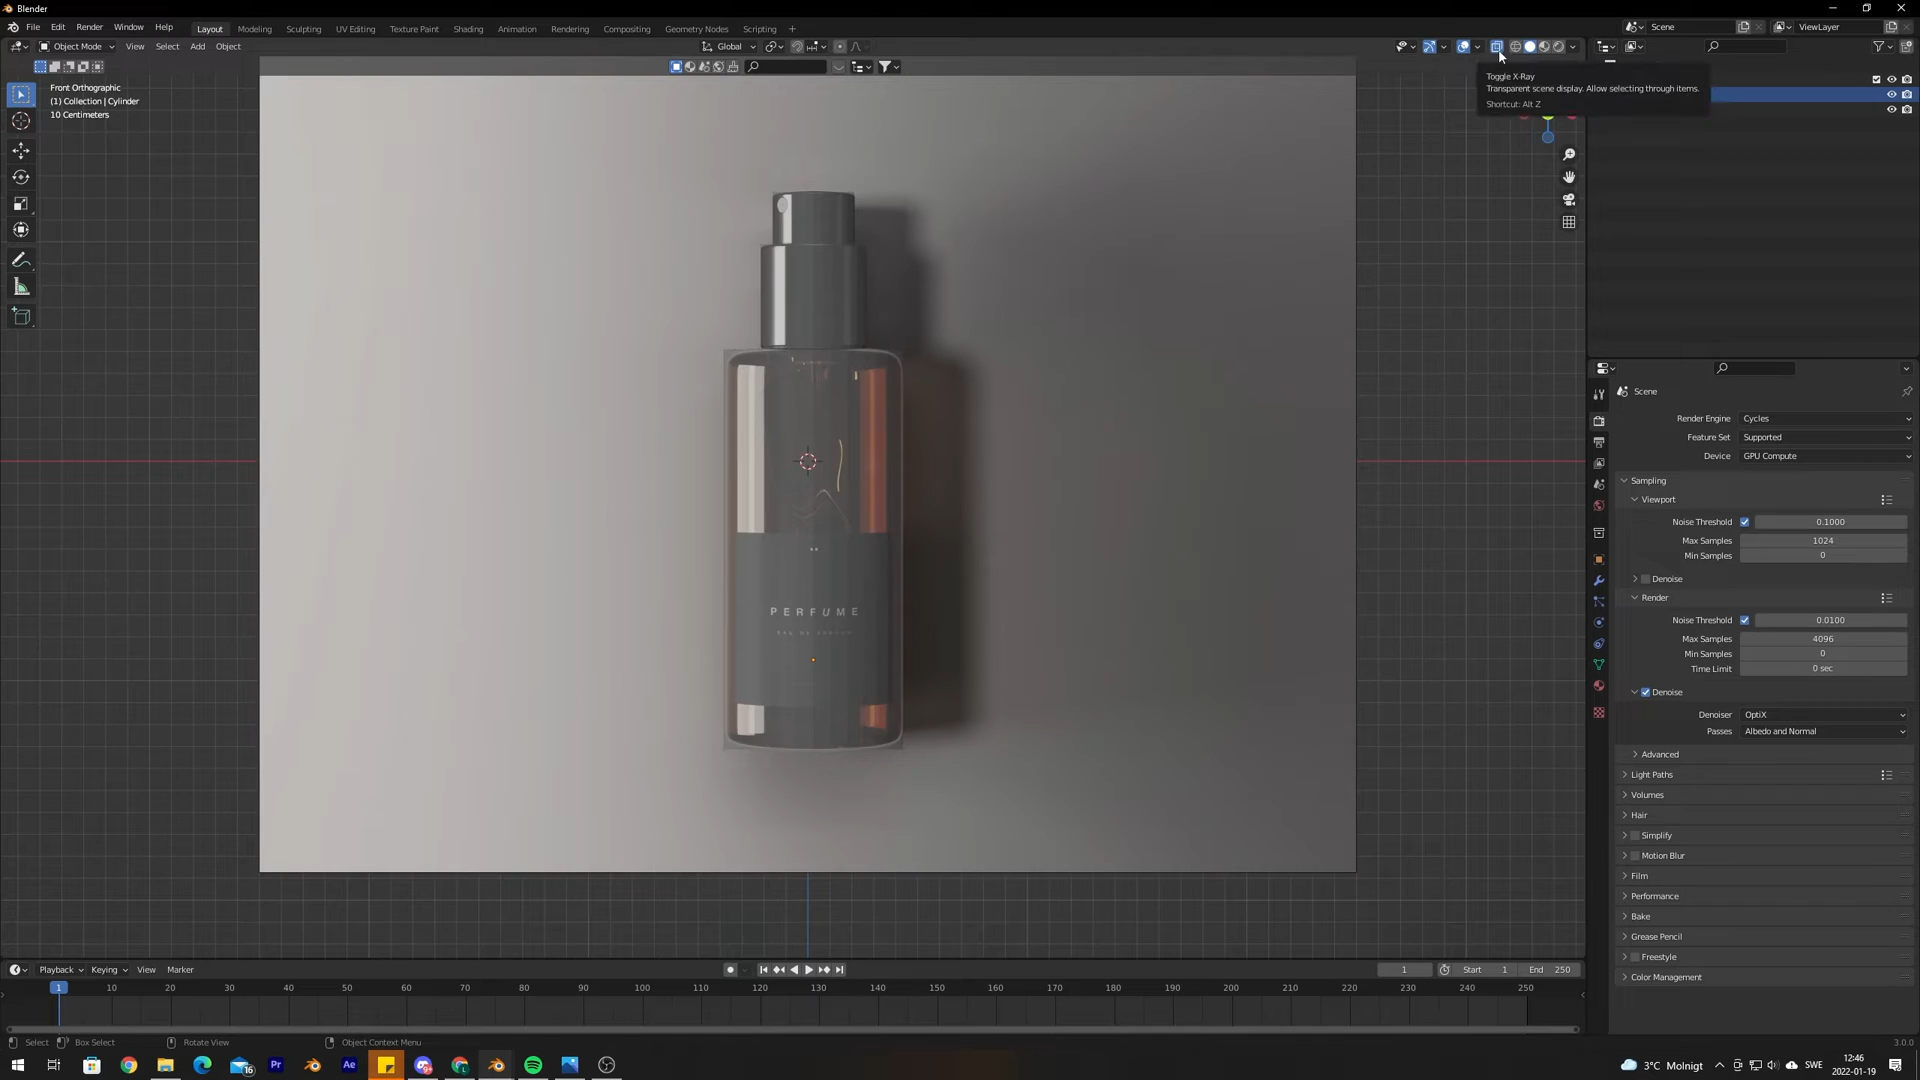 Blender
File Edit Render Window Help Layout Modeling Sculpting UV Editing Texture Paint Shading Animation Rendering Compositing Geometry Nodes Scripting + Scene ViewLayer
Object Mode View Select Add Object Global
Front Orthographic
(1) Collection | Cylinder
10 Centimeters
Toggle X-Ray
Transparent scene display. Allow selecting through items.
Shortcut: Alt Z
PERFUME
Scene
Render Engine Cycles
Feature Set Supported
Device GPU Compute
Sampling
Viewport
Noise Threshold 0.1000
Max Samples 1024
Min Samples 0
Denoise
Render
Noise Threshold 0.0100
Max Samples 4096
Min Samples 0
Time Limit 0 sec
Denoise
Denoiser OptiX
Passes Albedo and Normal
Advanced
Light Paths
Volumes
Hair
Simplify
Motion Blur
Film
Performance
Bake
Grease Pencil
Freestyle
Color Management
Playback Keying View Marker 1 Start 1 End 250
1 10 20 30 40 50 60 70 80 90 100 110 120 130 140 150 160 170 180 190 200 210 220 230 240 250
Select Box Select Rotate View Object Context Menu 3.0.0
16 Pr Ae 3°C Molnigt SWE 12:46
2022-01-19